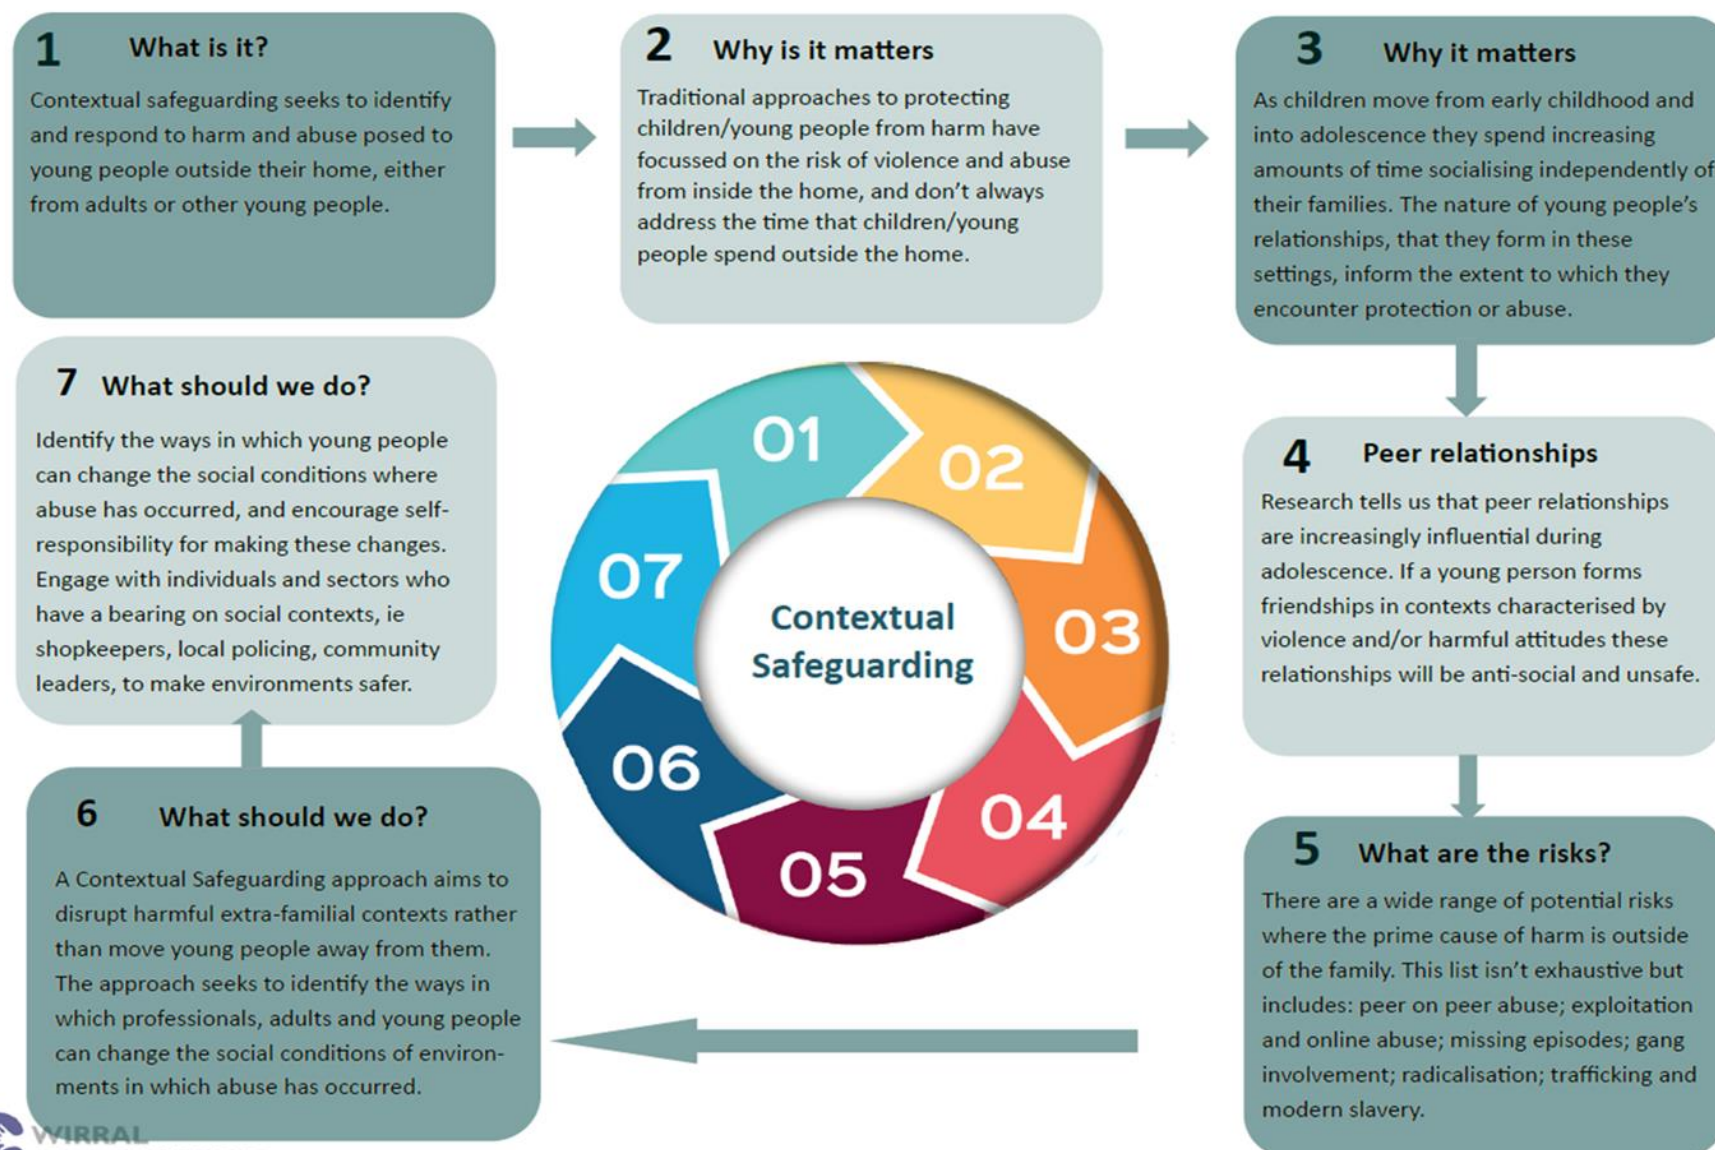 1 What is it?
Contextual safeguarding seeks to identify
and respond to harm and abuse posed to
young people outside their home, either
from adults or other young people.
2 Why is it matters
Traditional approaches to protecting
children/young people from harm have
focussed on the risk of violence and abuse
from inside the home, and don't always
address the time that children/young
people spend outside the home.
3 Why it matters
As children move from early childhood and
into adolescence they spend increasing
amounts of time socialising independently of
their families. The nature of young people's
relationships, that they form in these
settings, inform the extent to which they
encounter protection or abuse.
4 Peer relationships
Research tells us that peer relationships
are increasingly influential during
adolescence. If a young person forms
friendships in contexts characterised by
violence and/or harmful attitudes these
relationships will be anti-social and unsafe.
5 What are the risks?
There are a wide range of potential risks
where the prime cause of harm is outside
of the family. This list isn't exhaustive but
includes: peer on peer abuse; exploitation
and online abuse; missing episodes; gang
involvement; radicalisation; trafficking and
modern slavery.
6 What should we do?
A Contextual Safeguarding approach aims to
disrupt harmful extra-familial contexts rather
than move young people away from them.
The approach seeks to identify the ways in
which professionals, adults and young people
can change the social conditions of environ-
ments in which abuse has occurred.
7 What should we do?
Identify the ways in which young people
can change the social conditions where
abuse has occurred, and encourage self-
responsibility for making these changes.
Engage with individuals and sectors who
have a bearing on social contexts, ie
shopkeepers, local policing, community
leaders, to make environments safer.
01
02
03
04
05
06
07
Contextual
Safeguarding
WIRRAL